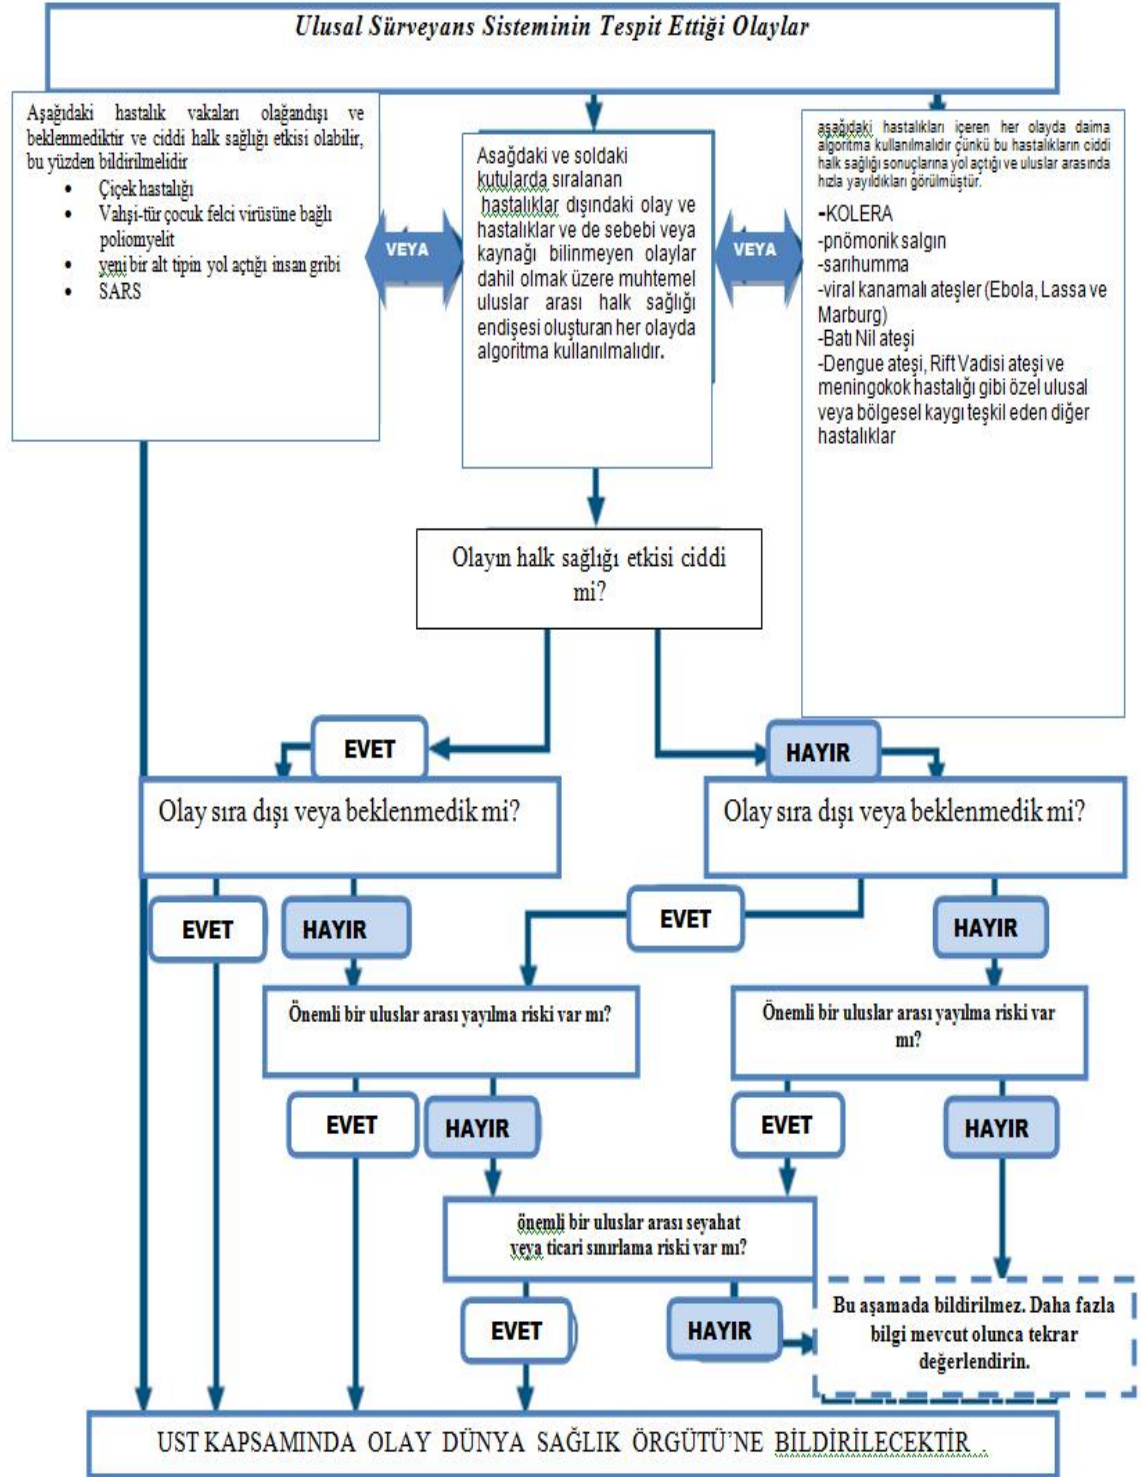 Ulusal Sürveyans Sisteminin Tespit Ettiği Olaylar
Aşağıdaki hastalık vakaları olağandışı ve
beklenmediktir ve ciddi halk sağlığı etkisi olabilir,
bu yüzden bildirilmelidir
• Çiçek hastalığı
• Vahşi-tür çocuk felci virüsüne bağlı
poliomyelit
• yeni bir alt tipin yol açtığı insan gribi
• SARS
VEYA
Asağdaki ve soldaki
kutularda sıralanan
hastalıklar dışındaki olay ve
hastalıklar ve de sebebi veya
kaynağı bilinmeyen olaylar
dahil olmak üzere muhtemel
uluslar arası halk sağlığı
endişesi oluşturan her olayda
algoritma kullanılmalıdır.
VEYA
aşağıdaki hastalıkları içeren her olayda daima
algoritma kullanılmalıdır çünkü bu hastalıkların ciddi
halk sağlığı sonuçlarına yol açtığı ve uluslar arasında
hızla yayıldıkları görülmüştür.
-KOLERA
-pnömonik salgın
-sarıhumma
-viral kanamalı ateşler (Ebola, Lassa ve
Marburg)
-Batı Nil ateşi
-Dengue ateşi, Rift Vadisi ateşi ve
meningokok hastalığı gibi özel ulusal
veya bölgesel kaygı teşkil eden diğer
hastalıklar
Olayın halk sağlığı etkisi ciddi
mi?
EVET
HAYIR
Olay sıra dışı veya beklenmedik mi?
Olay sıra dışı veya beklenmedik mi?
EVET
HAYIR
EVET
HAYIR
Önemli bir uluslar arası yayılma riski var mı?
Önemli bir uluslar arası yayılma riski var
mı?
EVET
HAYIR
EVET
HAYIR
önemli bir uluslar arası seyahat
veya ticari sınırlama riski var mı?
EVET
HAYIR
Bu aşamada bildirilmez. Daha fazla
bilgi mevcut olunca tekrar
değerlendirin.
UST KAPSAMINDA OLAY DÜNYA SAĞLIK ÖRGÜTÜ'NE BİLDİRİLECEKTİR .